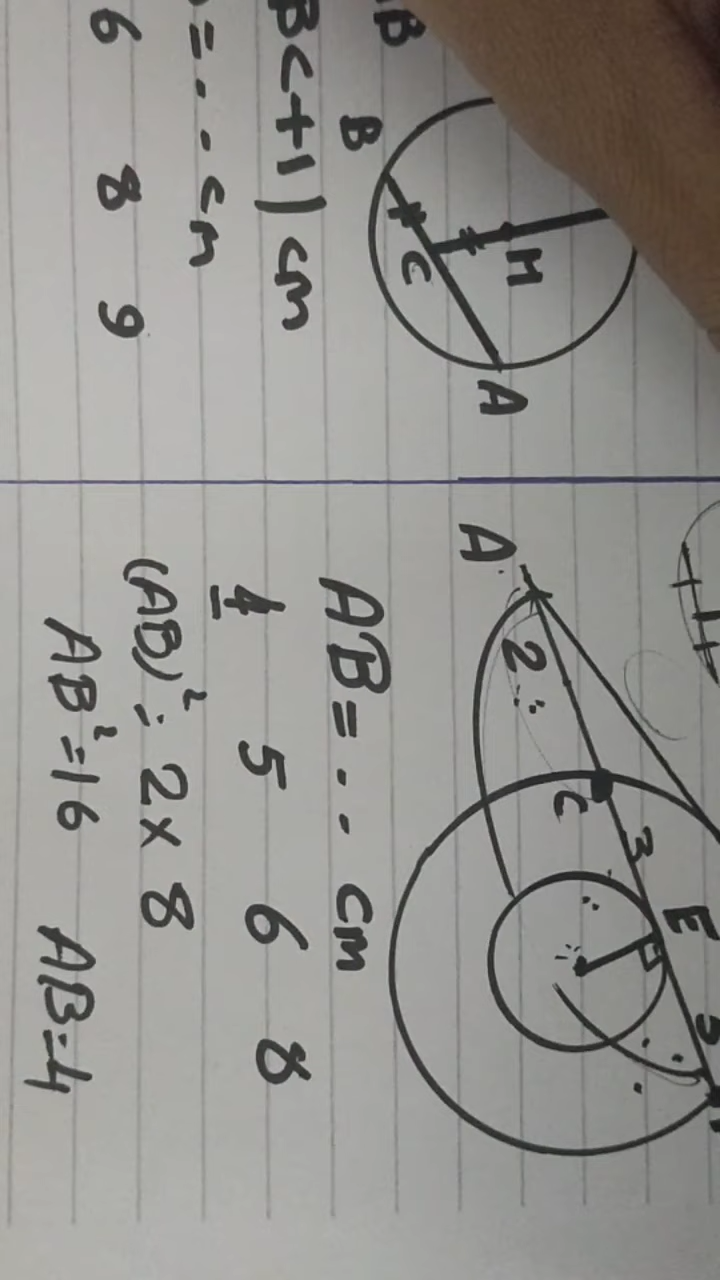 B
B
M
C
A
BC+1) cm
= . . cm
6 8 9
A
2
C
3
E
AB = . . . cm
4 5 6 8
(AB)² = 2 × 8
AB² = 16 AB = 4